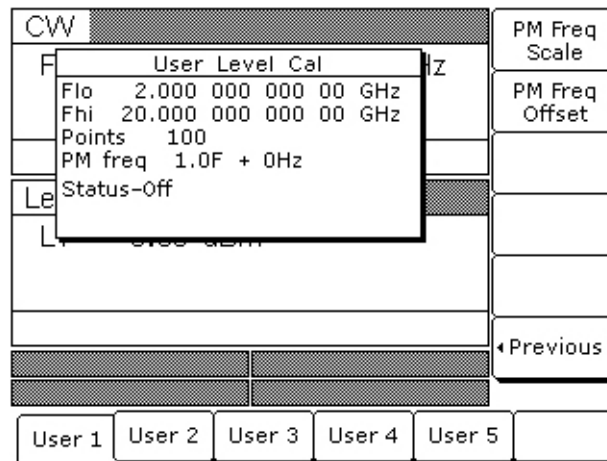 CW
PM Freq
Scale
F
Hz
User Level Cal
Flo 2.000 000 000 00 GHz
Fhi 20.000 000 000 00 GHz
Points 100
PM freq 1.0F + 0Hz
Status-Off
PM Freq
Offset
Le
◂Previous
User 1
User 2
User 3
User 4
User 5